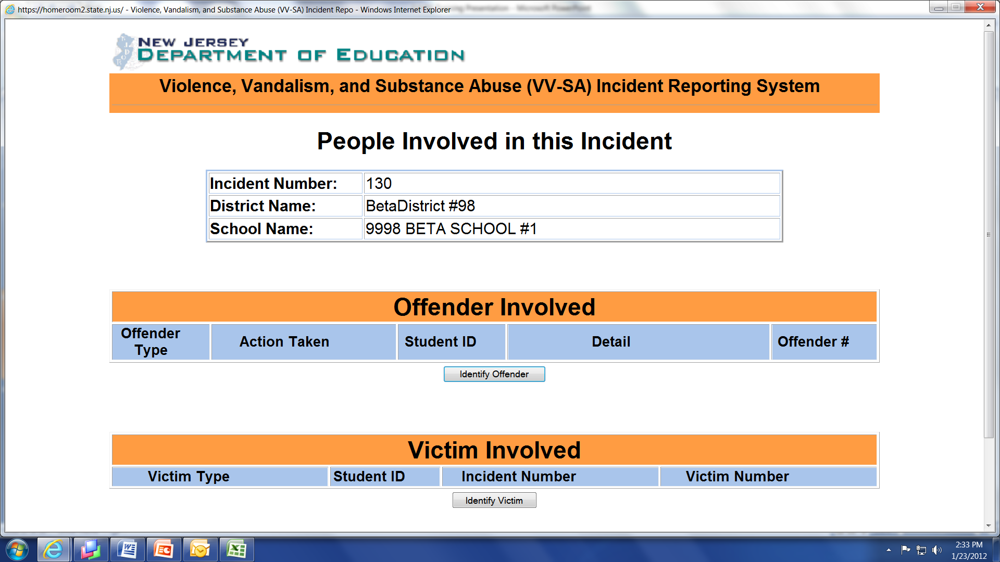 https://homeroom2.state.nj.us/ - Violence, Vandalism, and Substance Abuse (VV-SA) Incident Repo - Windows Internet Explorer
NEW JERSEY
DEPARTMENT OF EDUCATION
Violence, Vandalism, and Substance Abuse (VV-SA) Incident Reporting System
People Involved in this Incident
Incident Number: 130
District Name: BetaDistrict #98
School Name: 9998 BETA SCHOOL #1
Offender Involved
Offender Type Action Taken Student ID Detail Offender #
Identify Offender
Victim Involved
Victim Type Student ID Incident Number Victim Number
Identify Victim
2:33 PM
1/23/2012